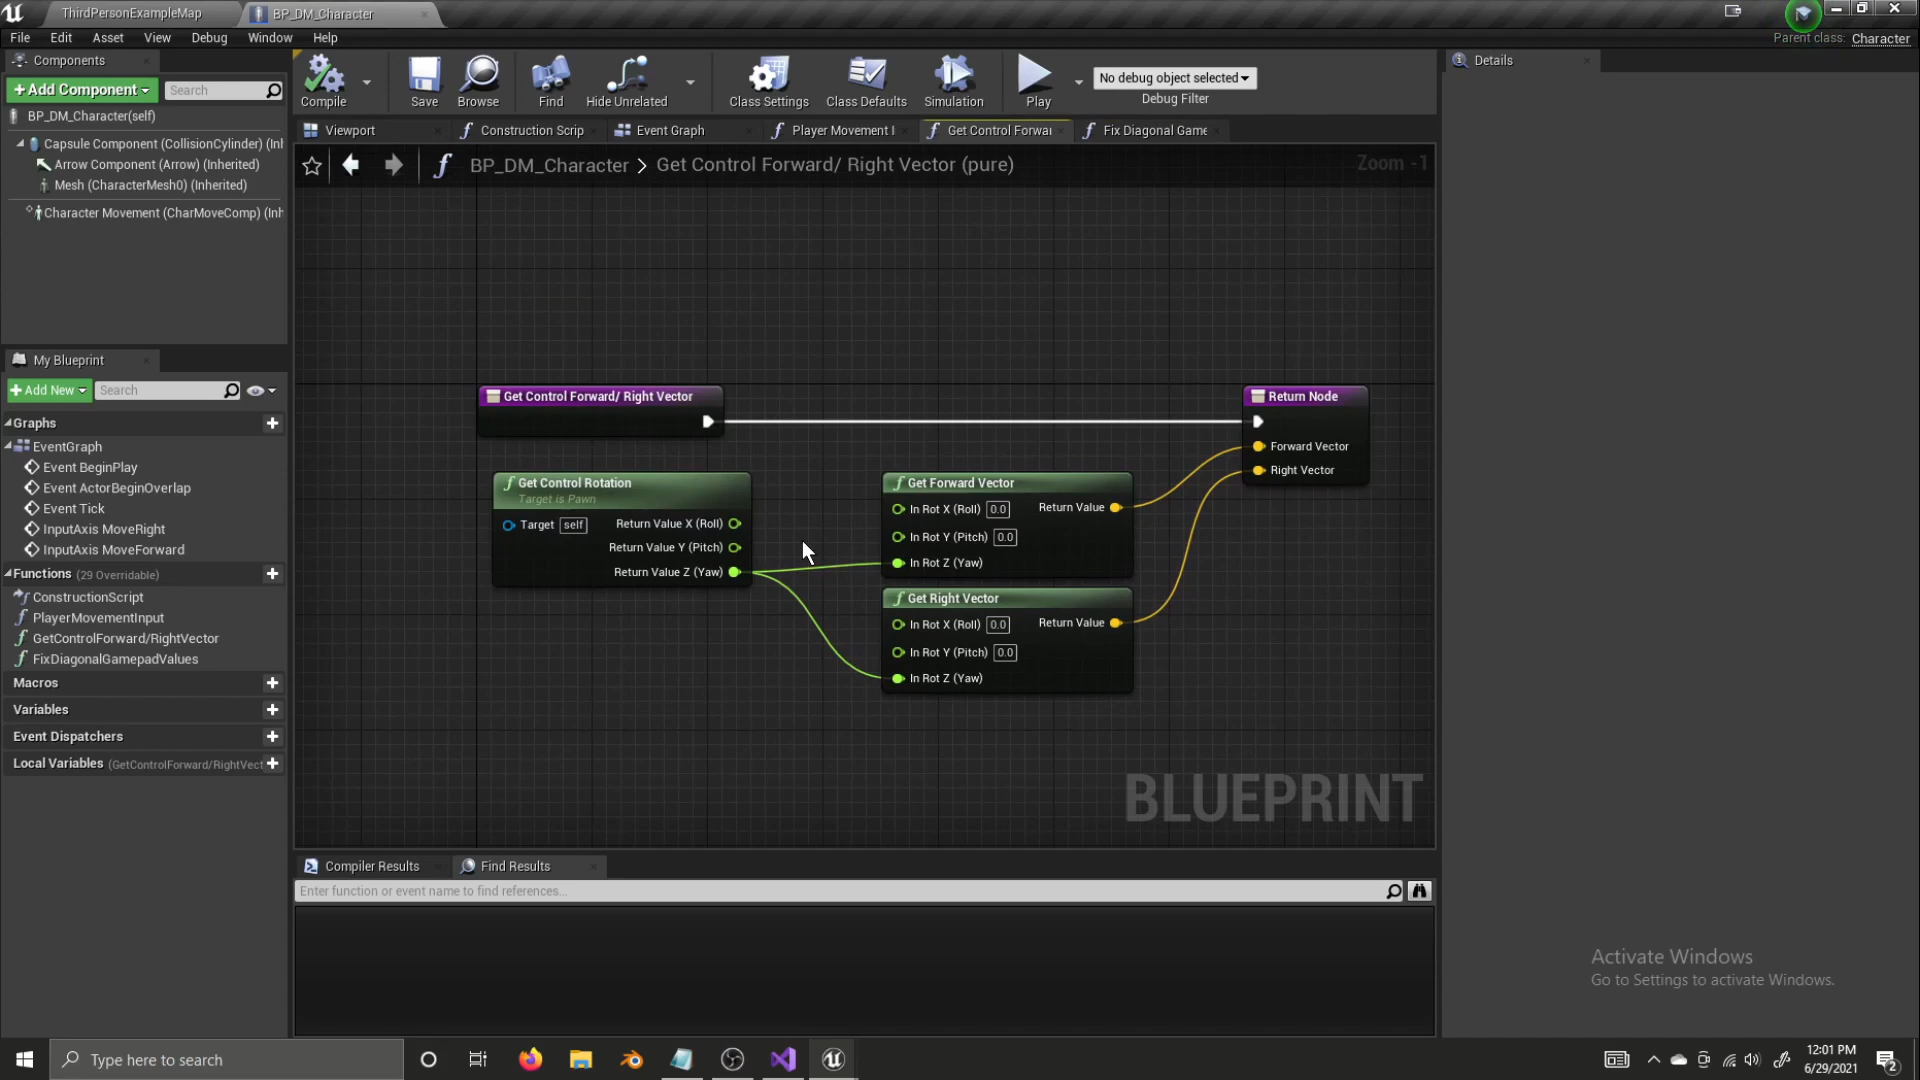 ThirdPersonExampleMap
BP_DM_Character
File Edit Asset View Debug Window Help
Parent class: Character
Components
+Add Component
Search
BP_DM_Character(self)
Capsule Component (CollisionCylinder) (Inl
Arrow Component (Arrow) (Inherited)
Mesh (CharacterMesh0) (Inherited)
Character Movement (CharMoveComp) (Inh
Compile
Save
Browse
Find
Hide Unrelated
Class Settings
Class Defaults
Simulation
Play
No debug object selected
Debug Filter
Details
Viewport
Construction Scrip
Event Graph
Player Movement I
Get Control Forwar
Fix Diagonal Game
BP_DM_Character > Get Control Forward/ Right Vector (pure)
Zoom -1
My Blueprint
+Add New
Search
Graphs
EventGraph
Event BeginPlay
Event ActorBeginOverlap
Event Tick
InputAxis MoveRight
InputAxis MoveForward
Functions (29 Overridable)
ConstructionScript
PlayerMovementInput
GetControlForward/RightVector
FixDiagonalGamepadValues
Macros
Variables
Event Dispatchers
Local Variables (GetControlForward/RightVect
Get Control Forward/ Right Vector
Get Control Rotation
Target is Pawn
Target self
Return Value X (Roll)
Return Value Y (Pitch)
Return Value Z (Yaw)
Get Forward Vector
In Rot X (Roll) 0.0
Return Value
In Rot Y (Pitch) 0.0
In Rot Z (Yaw)
Get Right Vector
In Rot X (Roll) 0.0
Return Value
In Rot Y (Pitch) 0.0
In Rot Z (Yaw)
Return Node
Forward Vector
Right Vector
BLUEPRINT
Compiler Results
Find Results
Enter function or event name to find references...
Activate Windows
Go to Settings to activate Windows.
Type here to search
12:01 PM
6/29/2021
2